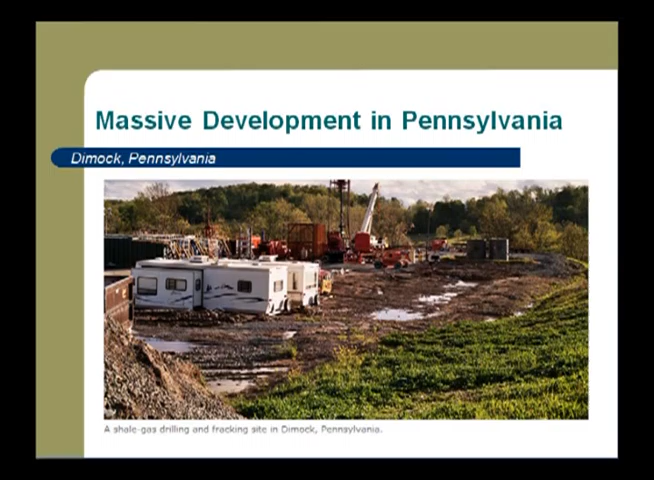 Massive Development in Pennsylvania
Dimock, Pennsylvania
A shale-gas drilling and fracking site in Dimock, Pennsylvania.